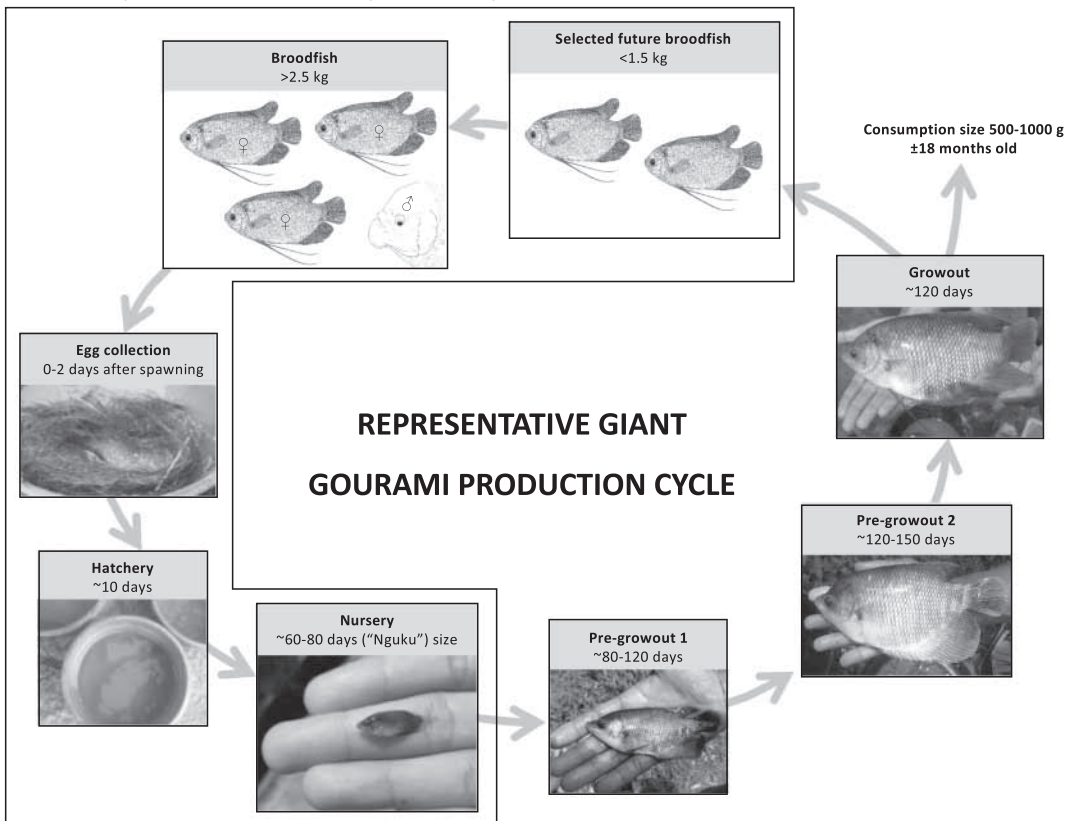 Broodfish
>2.5 kg
♀
♀
♀
♂
Selected future broodfish
<1.5 kg
Consumption size 500-1000 g
±18 months old
Growout
~120 days
Egg collection
0-2 days after spawning
REPRESENTATIVE GIANT
GOURAMI PRODUCTION CYCLE
Pre-growout 2
~120-150 days
Hatchery
~10 days
Nursery
~60-80 days (“Nguku”) size
Pre-growout 1
~80-120 days